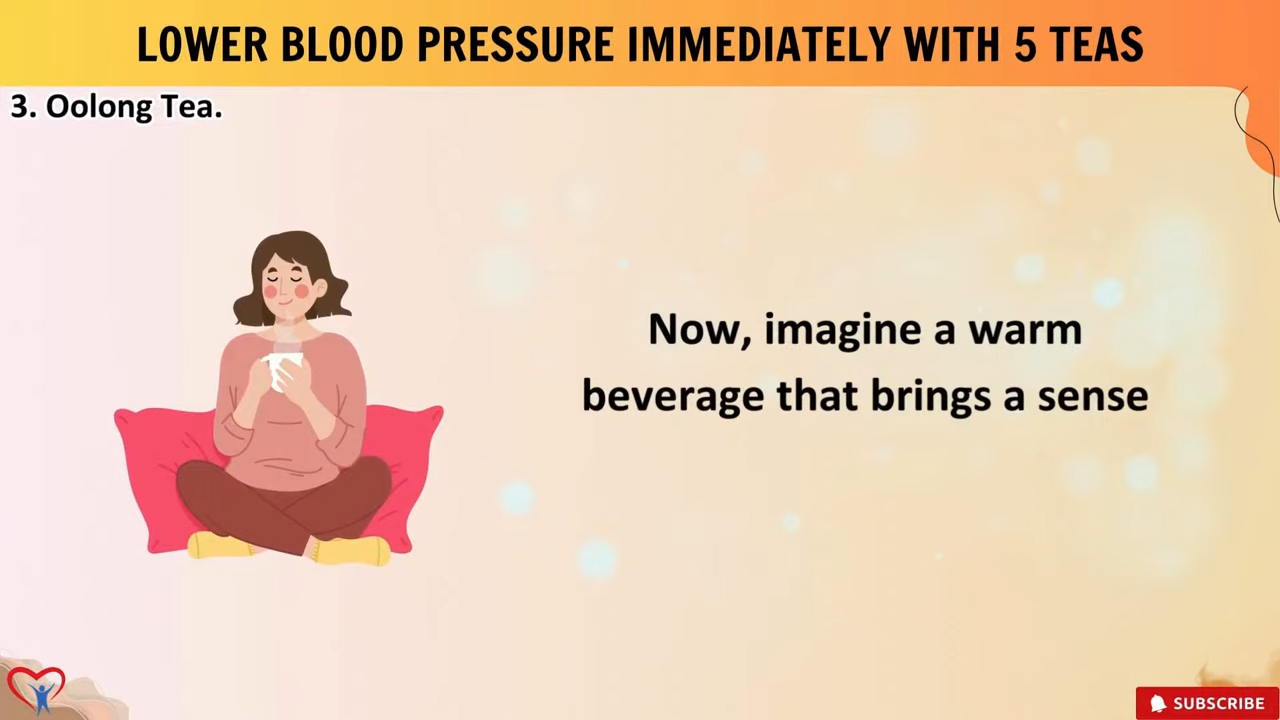 LOWER BLOOD PRESSURE IMMEDIATELY WITH 5 TEAS
3. Oolong Tea.
Now, imagine a warm
beverage that brings a sense
SUBSCRIBE